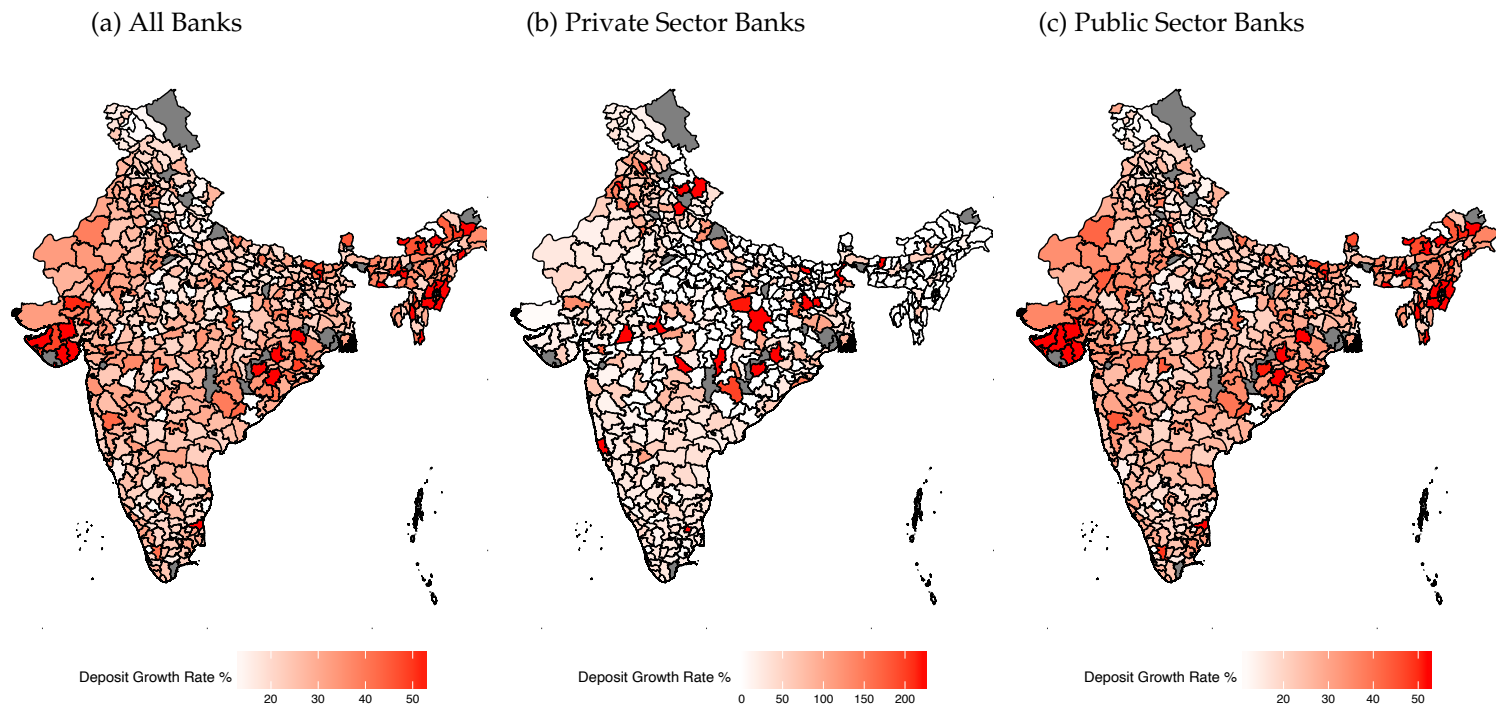 (a) All Banks
(b) Private Sector Banks
(c) Public Sector Banks
Deposit Growth Rate %
20 30 40 50
Deposit Growth Rate %
0 50 100 150 200
Deposit Growth Rate %
20 30 40 50